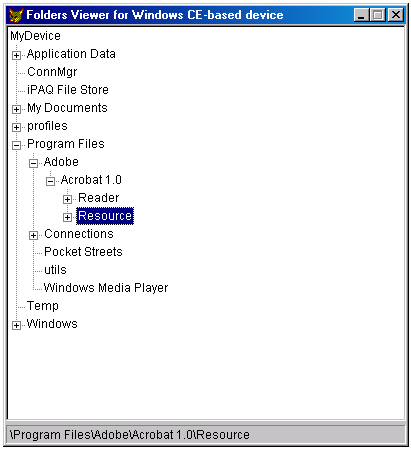 Folders Viewer for Windows CE-based device
MyDevice
Application Data
ConnMgr
iPAQ File Store
My Documents
profiles
Program Files
Adobe
Acrobat 1.0
Reader
Resource
Connections
Pocket Streets
utils
Windows Media Player
Temp
Windows
\Program Files\Adobe\Acrobat 1.0\Resource